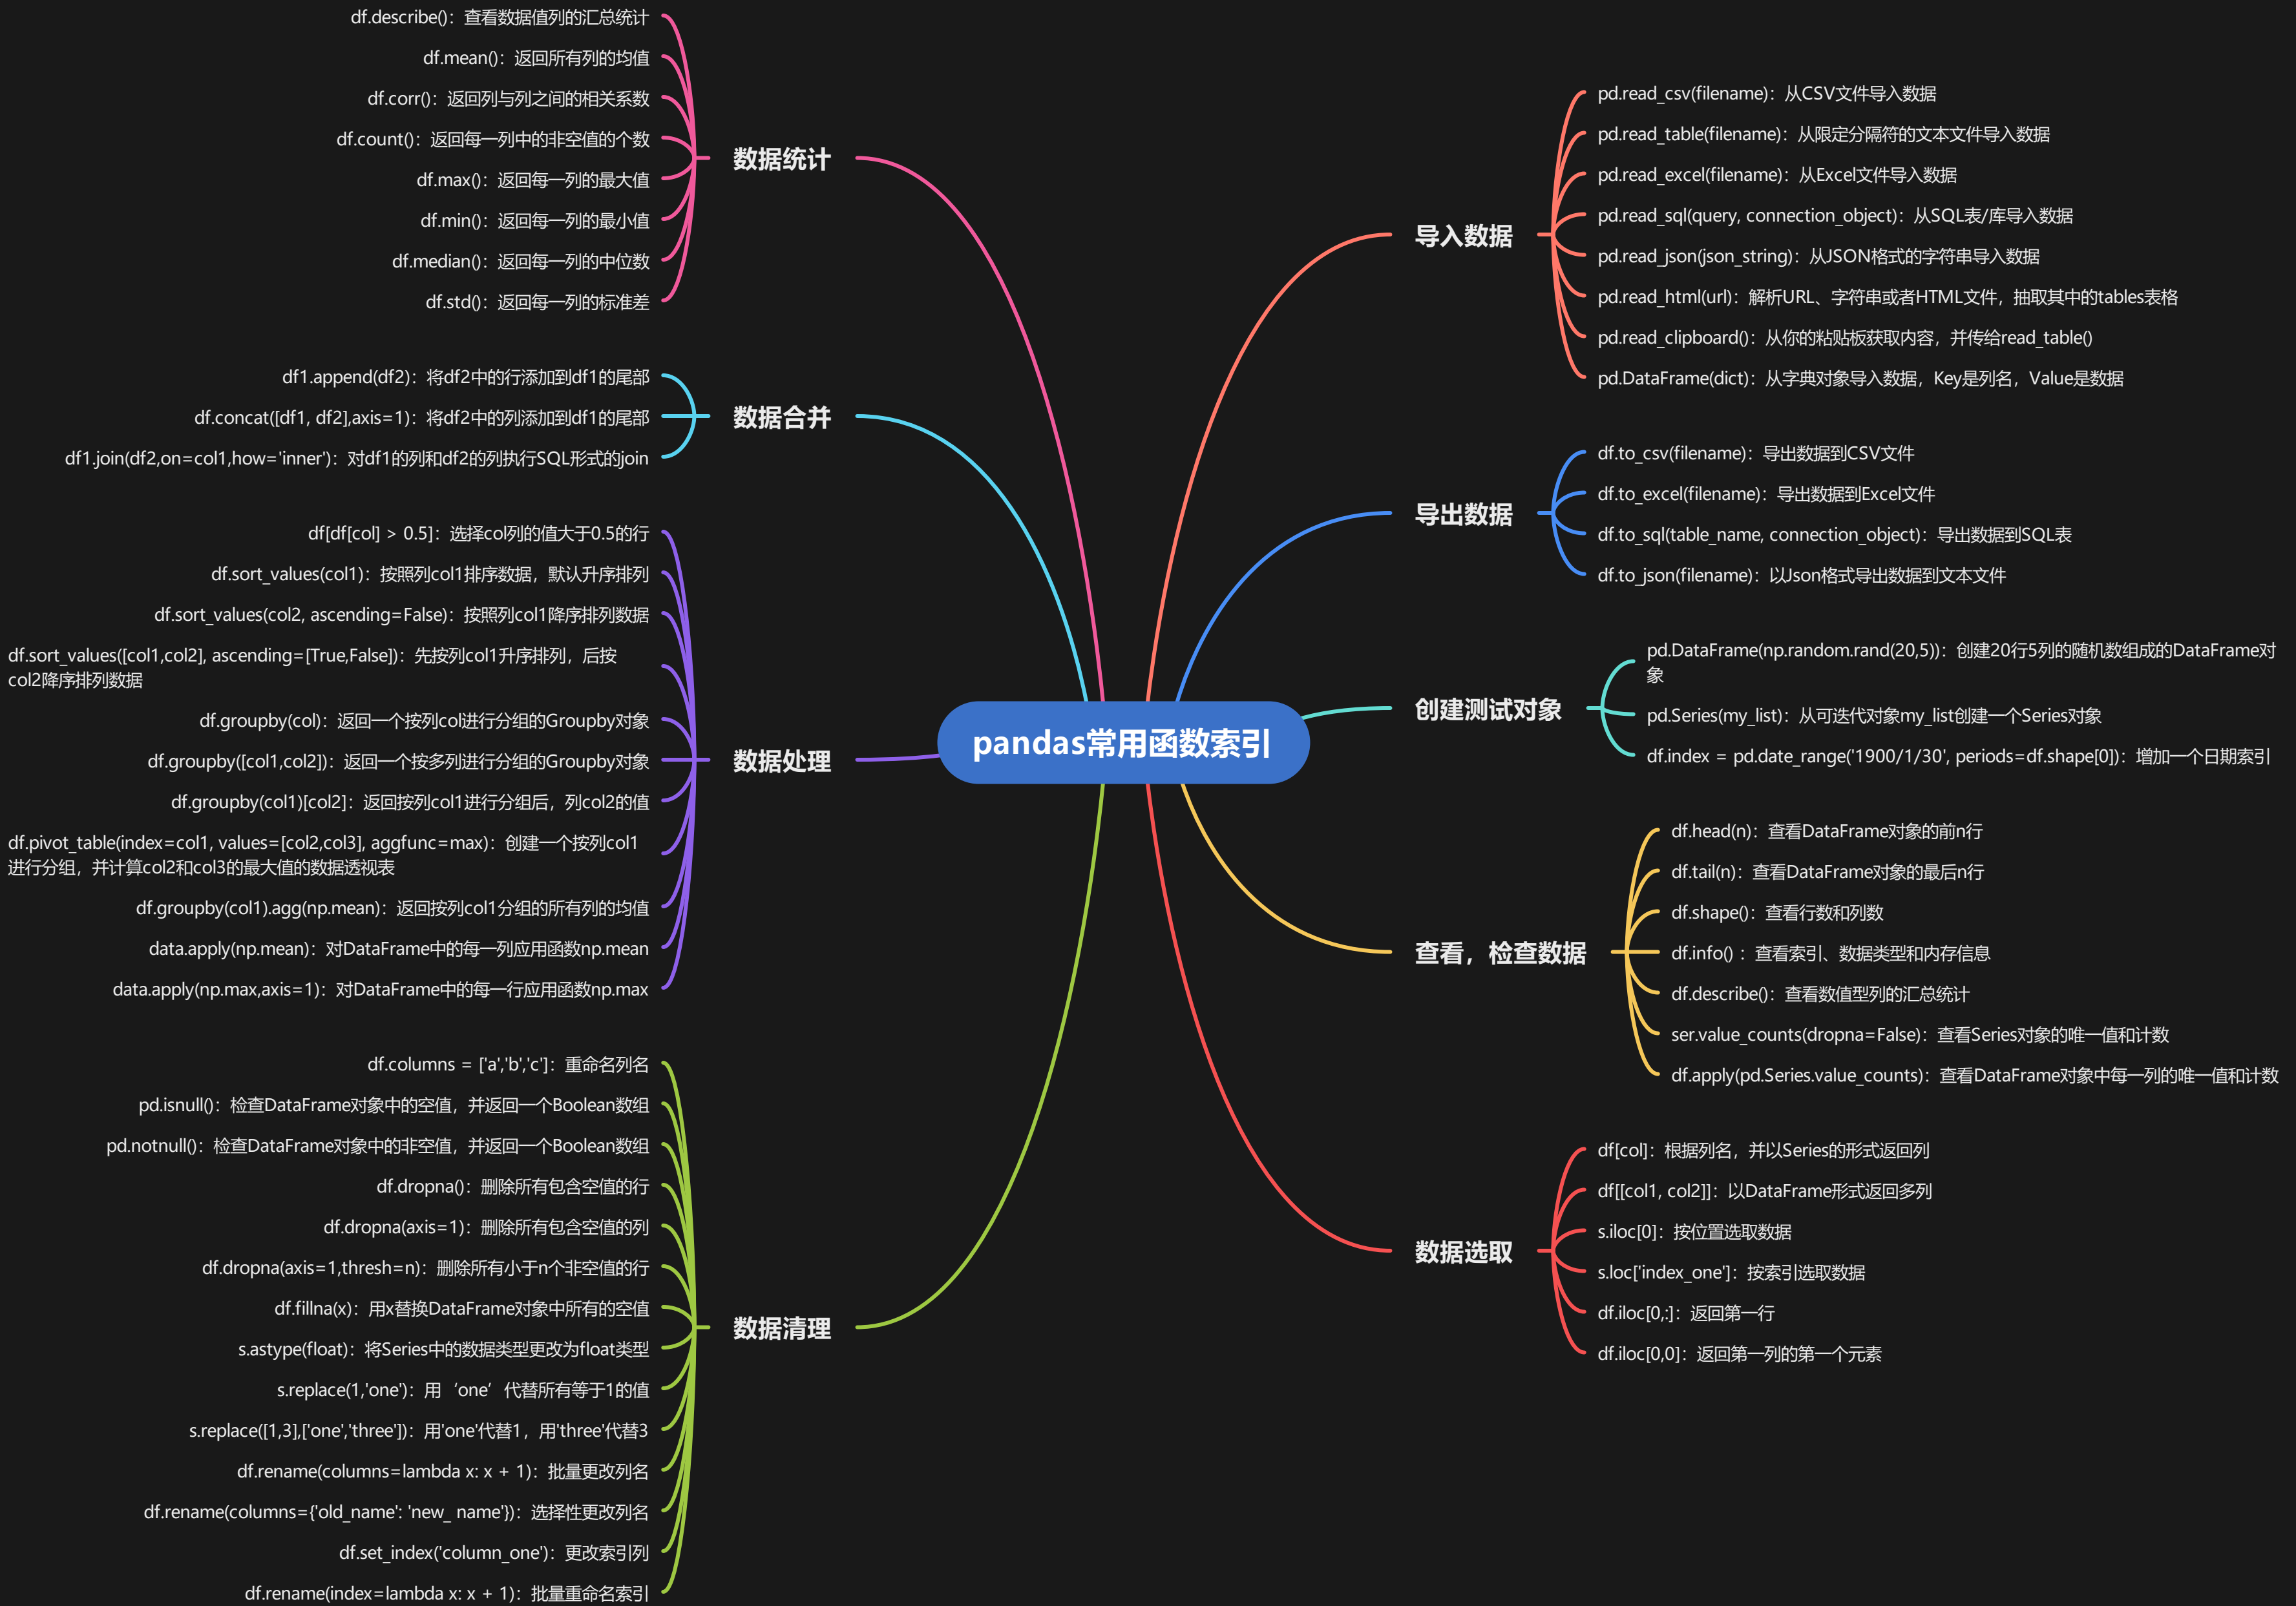 pandas常用函数索引
导入数据
pd.read_csv(filename)：从CSV文件导入数据
pd.read_table(filename)：从限定分隔符的文本文件导入数据
pd.read_excel(filename)：从Excel文件导入数据
pd.read_sql(query, connection_object)：从SQL表/库导入数据
pd.read_json(json_string)：从JSON格式的字符串导入数据
pd.read_html(url)：解析URL、字符串或者HTML文件，抽取其中的tables表格
pd.read_clipboard()：从你的粘贴板获取内容，并传给read_table()
pd.DataFrame(dict)：从字典对象导入数据，Key是列名，Value是数据
导出数据
df.to_csv(filename)：导出数据到CSV文件
df.to_excel(filename)：导出数据到Excel文件
df.to_sql(table_name, connection_object)：导出数据到SQL表
df.to_json(filename)：以Json格式导出数据到文本文件
创建测试对象
pd.DataFrame(np.random.rand(20,5))：创建20行5列的随机数组成的DataFrame对
象
pd.Series(my_list)：从可迭代对象my_list创建一个Series对象
df.index = pd.date_range('1900/1/30', periods=df.shape[0])：增加一个日期索引
查看，检查数据
df.head(n)：查看DataFrame对象的前n行
df.tail(n)：查看DataFrame对象的最后n行
df.shape()：查看行数和列数
df.info() ：查看索引、数据类型和内存信息
df.describe()：查看数值型列的汇总统计
ser.value_counts(dropna=False)：查看Series对象的唯一值和计数
df.apply(pd.Series.value_counts)：查看DataFrame对象中每一列的唯一值和计数
数据选取
df[col]：根据列名，并以Series的形式返回列
df[[col1, col2]]：以DataFrame形式返回多列
s.iloc[0]：按位置选取数据
s.loc['index_one']：按索引选取数据
df.iloc[0,:]：返回第一行
df.iloc[0,0]：返回第一列的第一个元素
数据统计
df.describe()：查看数据值列的汇总统计
df.mean()：返回所有列的均值
df.corr()：返回列与列之间的相关系数
df.count()：返回每一列中的非空值的个数
df.max()：返回每一列的最大值
df.min()：返回每一列的最小值
df.median()：返回每一列的中位数
df.std()：返回每一列的标准差
数据合并
df1.append(df2)：将df2中的行添加到df1的尾部
df.concat([df1, df2],axis=1)：将df2中的列添加到df1的尾部
df1.join(df2,on=col1,how='inner')：对df1的列和df2的列执行SQL形式的join
数据处理
df[df[col] > 0.5]：选择col列的值大于0.5的行
df.sort_values(col1)：按照列col1排序数据，默认升序排列
df.sort_values(col2, ascending=False)：按照列col1降序排列数据
df.sort_values([col1,col2], ascending=[True,False])：先按列col1升序排列，后按
col2降序排列数据
df.groupby(col)：返回一个按列col进行分组的Groupby对象
df.groupby([col1,col2])：返回一个按多列进行分组的Groupby对象
df.groupby(col1)[col2]：返回按列col1进行分组后，列col2的值
df.pivot_table(index=col1, values=[col2,col3], aggfunc=max)：创建一个按列col1
进行分组，并计算col2和col3的最大值的数据透视表
df.groupby(col1).agg(np.mean)：返回按列col1分组的所有列的均值
data.apply(np.mean)：对DataFrame中的每一列应用函数np.mean
data.apply(np.max,axis=1)：对DataFrame中的每一行应用函数np.max
数据清理
df.columns = ['a','b','c']：重命名列名
pd.isnull()：检查DataFrame对象中的空值，并返回一个Boolean数组
pd.notnull()：检查DataFrame对象中的非空值，并返回一个Boolean数组
df.dropna()：删除所有包含空值的行
df.dropna(axis=1)：删除所有包含空值的列
df.dropna(axis=1,thresh=n)：删除所有小于n个非空值的行
df.fillna(x)：用x替换DataFrame对象中所有的空值
s.astype(float)：将Series中的数据类型更改为float类型
s.replace(1,'one')：用‘one’代替所有等于1的值
s.replace([1,3],['one','three'])：用'one'代替1，用'three'代替3
df.rename(columns=lambda x: x + 1)：批量更改列名
df.rename(columns={'old_name': 'new_ name'})：选择性更改列名
df.set_index('column_one')：更改索引列
df.rename(index=lambda x: x + 1)：批量重命名索引